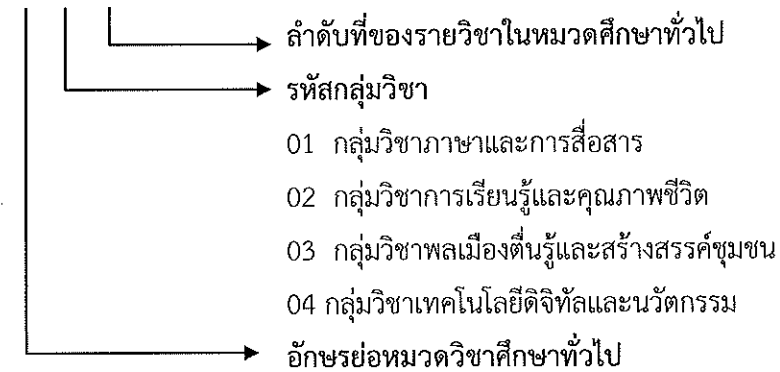 ลำดับที่ของรายวิชาในหมวดศึกษาทั่วไป
รหัสกลุ่มวิชา
01 กลุ่มวิชาภาษาและการสื่อสาร
02 กลุ่มวิชาการเรียนรู้และคุณภาพชีวิต
03 กลุ่มวิชาพลเมืองตื่นรู้และสร้างสรรค์ชุมชน
04 กลุ่มวิชาเทคโนโลยีดิจิทัลและนวัตกรรม
อักษรย่อหมวดวิชาศึกษาทั่วไป